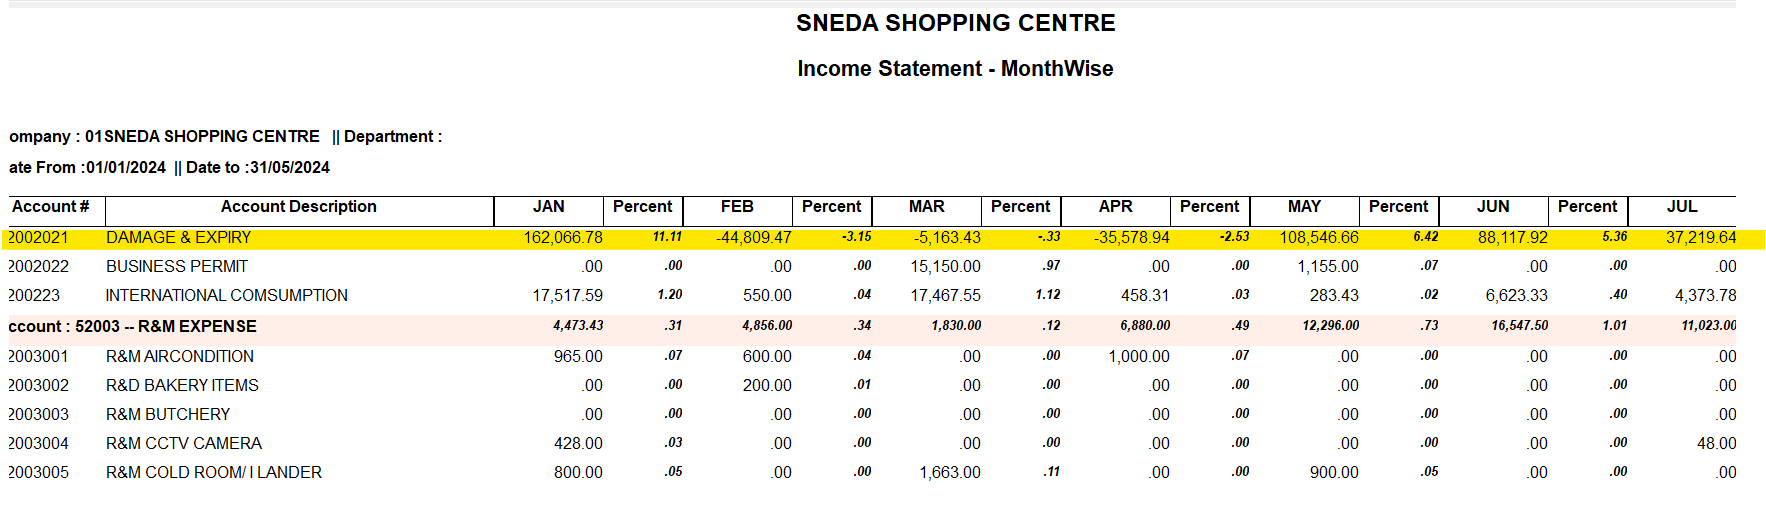 SNEDA SHOPPING CENTRE
Income Statement - MonthWise
ompany : 01SNEDA SHOPPING CENTRE || Department :
ate From :01/01/2024 || Date to :31/05/2024
Account # Account Description JAN Percent FEB Percent MAR Percent APR Percent MAY Percent JUN Percent JUL
2002021 DAMAGE & EXPIRY 162,066.78 11.11 -44,809.47 -3.15 -5,163.43 -.33 -35,578.94 -2.53 108,546.66 6.42 88,117.92 5.36 37,219.64
2002022 BUSINESS PERMIT .00 .00 .00 .00 15,150.00 .97 .00 .00 1,155.00 .07 .00 .00 .00
200223 INTERNATIONAL COMSUMPTION 17,517.59 1.20 550.00 .04 17,467.55 1.12 458.31 .03 283.43 .02 6,623.33 .40 4,373.78
ccount : 52003 -- R&M EXPENSE 4,473.43 .31 4,856.00 .34 1,830.00 .12 6,880.00 .49 12,296.00 .73 16,547.50 1.01 11,023.00
2003001 R&M AIRCONDITION 965.00 .07 600.00 .04 .00 .00 1,000.00 .07 .00 .00 .00 .00 .00
2003002 R&D BAKERY ITEMS .00 .00 200.00 .01 .00 .00 .00 .00 .00 .00 .00 .00 .00
2003003 R&M BUTCHERY .00 .00 .00 .00 .00 .00 .00 .00 .00 .00 .00 .00 .00
2003004 R&M CCTV CAMERA 428.00 .03 .00 .00 .00 .00 .00 .00 .00 .00 .00 .00 48.00
2003005 R&M COLD ROOM/ I LANDER 800.00 .05 .00 .00 1,663.00 .11 .00 .00 900.00 .05 .00 .00 .00